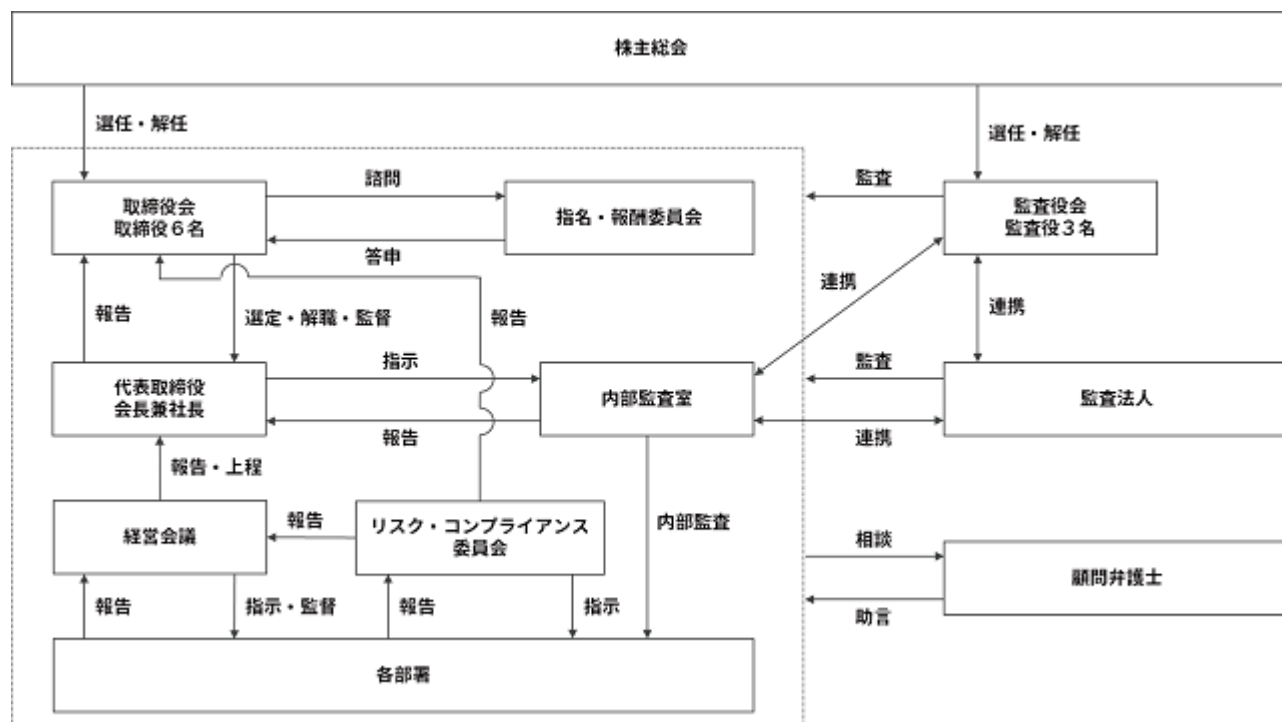 株主総会
選任・解任
選任・解任
取締役会
取締役６名
諮問
指名・報酬委員会
答申
監査
監査役会
監査役３名
報告
選定・解職・監督
報告
連携
連携
代表取締役
会長兼社長
指示
報告
内部監査室
監査
連携
監査法人
報告・上程
経営会議
報告
リスク・コンプライアンス
委員会
内部監査
相談
助言
顧問弁護士
報告
指示・監督
報告
指示
各部署